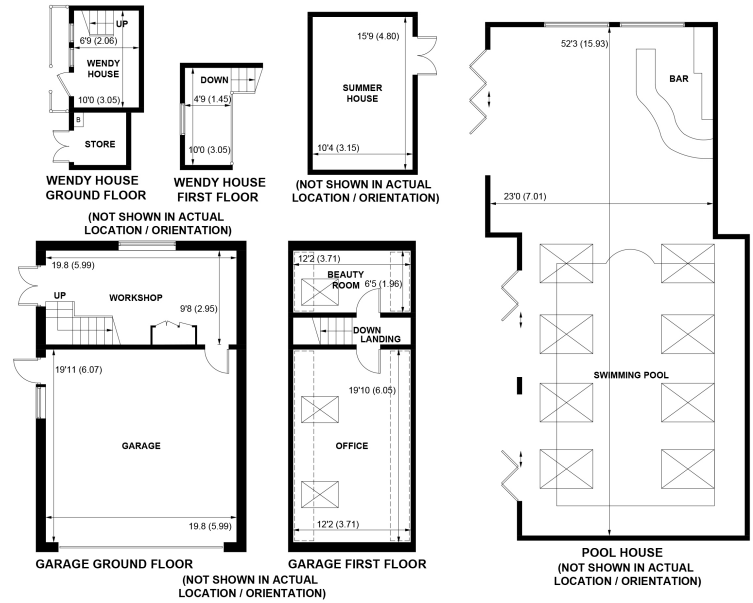 UP
6'9 (2.06)
WENDY
HOUSE
10'0 (3.05)
B
STORE
WENDY HOUSE
GROUND FLOOR
DOWN
4'9 (1.45)
10'0 (3.05)
WENDY HOUSE
FIRST FLOOR
(NOT SHOWN IN ACTUAL
LOCATION / ORIENTATION)
15'9 (4.80)
SUMMER
HOUSE
10'4 (3.15)
(NOT SHOWN IN ACTUAL
LOCATION / ORIENTATION)
52'3 (15.93)
BAR
23'0 (7.01)
SWIMMING POOL
POOL HOUSE
(NOT SHOWN IN ACTUAL
LOCATION / ORIENTATION)
19.8 (5.99)
UP
WORKSHOP
9'8 (2.95)
19'11 (6.07)
GARAGE
19.8 (5.99)
GARAGE GROUND FLOOR
12'2 (3.71)
BEAUTY
ROOM
6'5 (1.96)
DOWN
LANDING
19'10 (6.05)
OFFICE
12'2 (3.71)
GARAGE FIRST FLOOR
(NOT SHOWN IN ACTUAL
LOCATION / ORIENTATION)